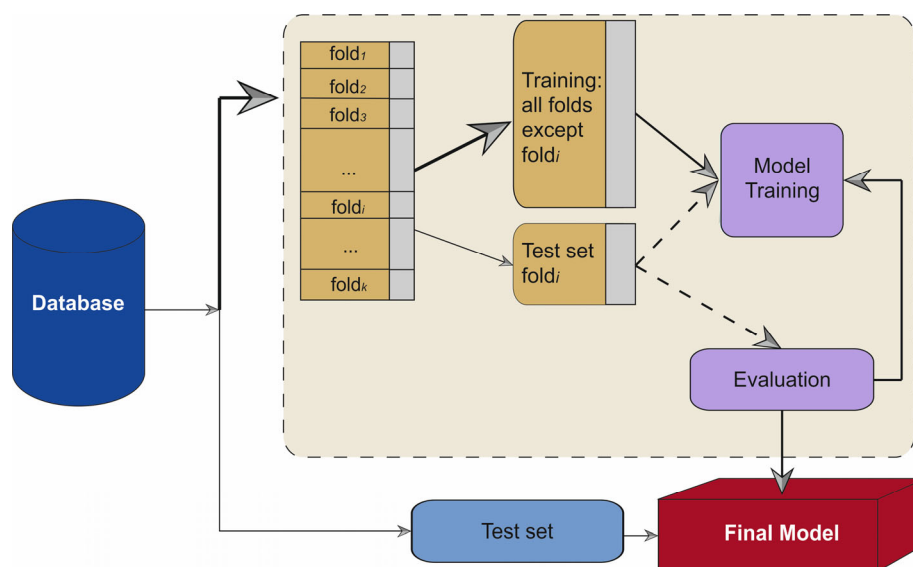 fold1
fold2
fold3
...
foldi
...
foldk
Training:
all folds
except
foldi
Test set
foldi
Model
Training
Database
Evaluation
Test set
Final Model